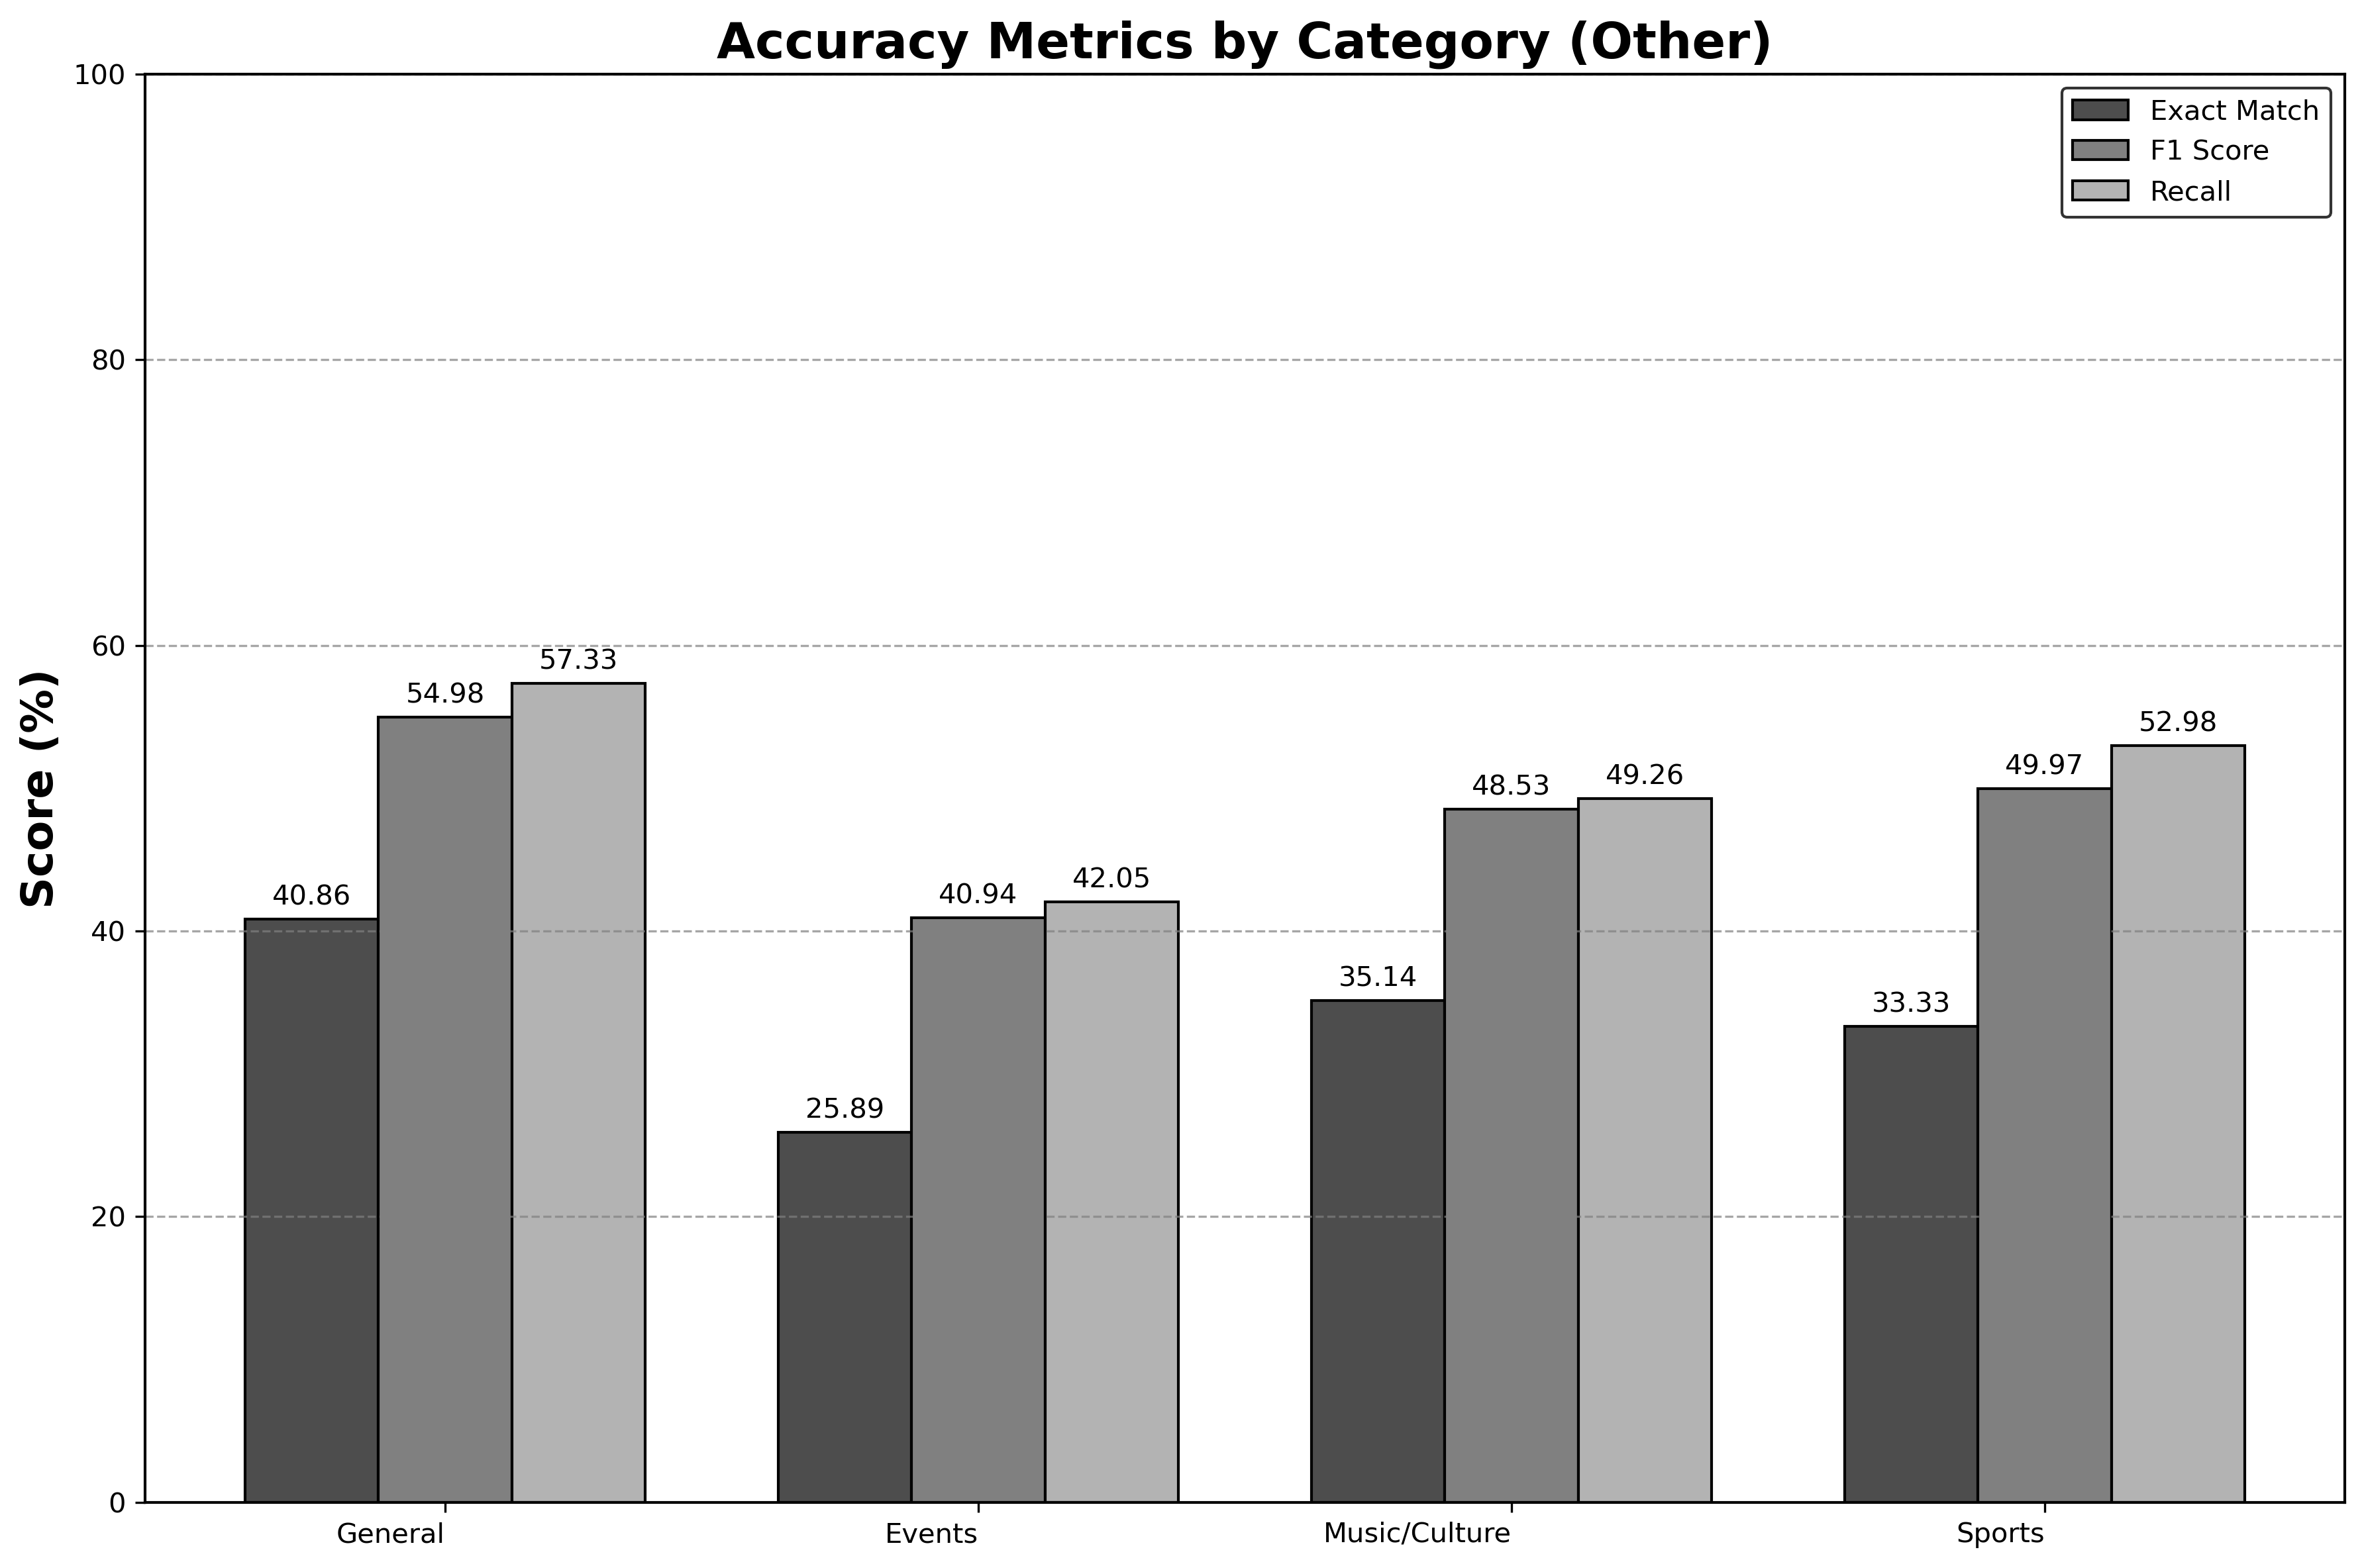 Accuracy Metrics by Category (Other)
Exact Match
F1 Score
Recall
Score (%)
100
80
60
40
20
0
40.86
54.98
57.33
25.89
40.94
42.05
35.14
48.53
49.26
33.33
49.97
52.98
General
Events
Music/Culture
Sports